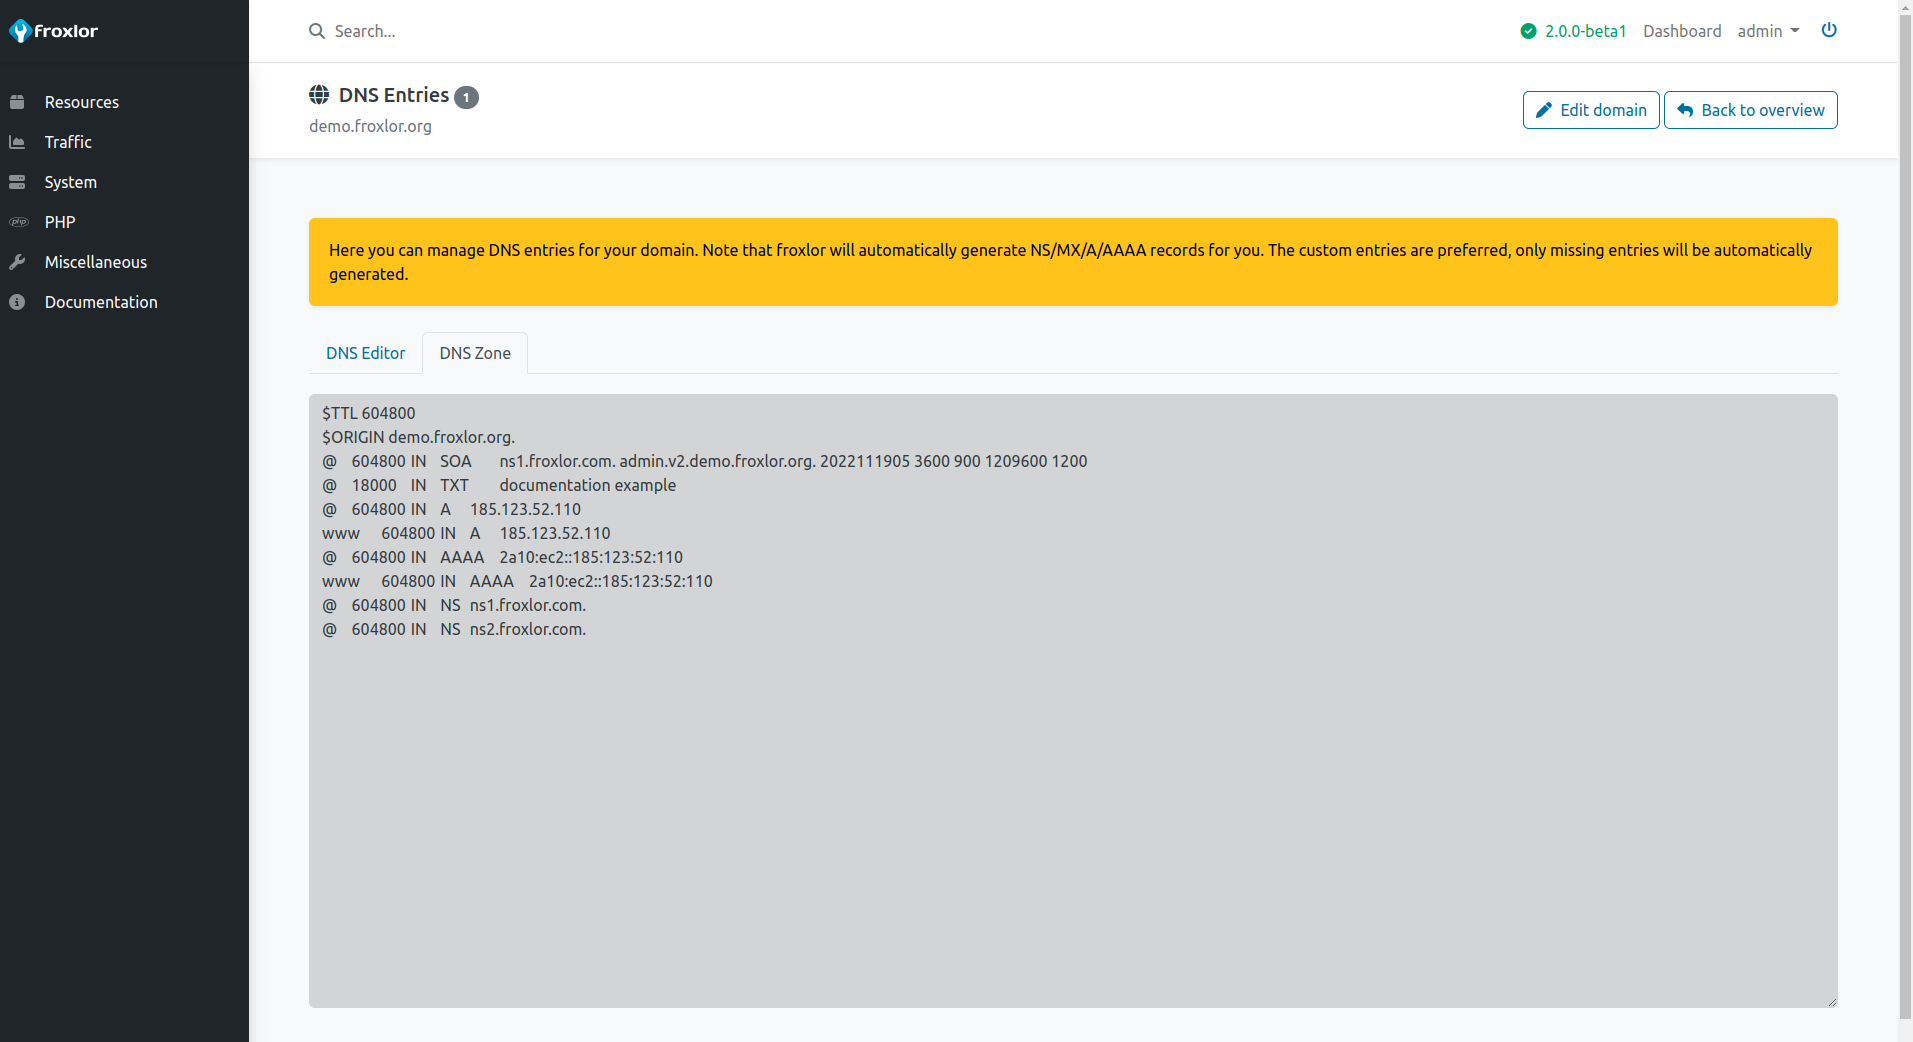 froxlor
Search...
2.0.0-beta1 Dashboard admin
Resources
Traffic
System
php PHP
Miscellaneous
Documentation
DNS Entries 1
demo.froxlor.org
Edit domain Back to overview
Here you can manage DNS entries for your domain. Note that froxlor will automatically generate NS/MX/A/AAAA records for you. The custom entries are preferred, only missing entries will be automatically
generated.
DNS Editor DNS Zone
$TTL 604800
$ORIGIN demo.froxlor.org.
@ 604800 IN SOA ns1.froxlor.com. admin.v2.demo.froxlor.org. 2022111905 3600 900 1209600 1200
@ 18000 IN TXT documentation example
@ 604800 IN A 185.123.52.110
www 604800 IN A 185.123.52.110
@ 604800 IN AAAA 2a10:ec2::185:123:52:110
www 604800 IN AAAA 2a10:ec2::185:123:52:110
@ 604800 IN NS ns1.froxlor.com.
@ 604800 IN NS ns2.froxlor.com.